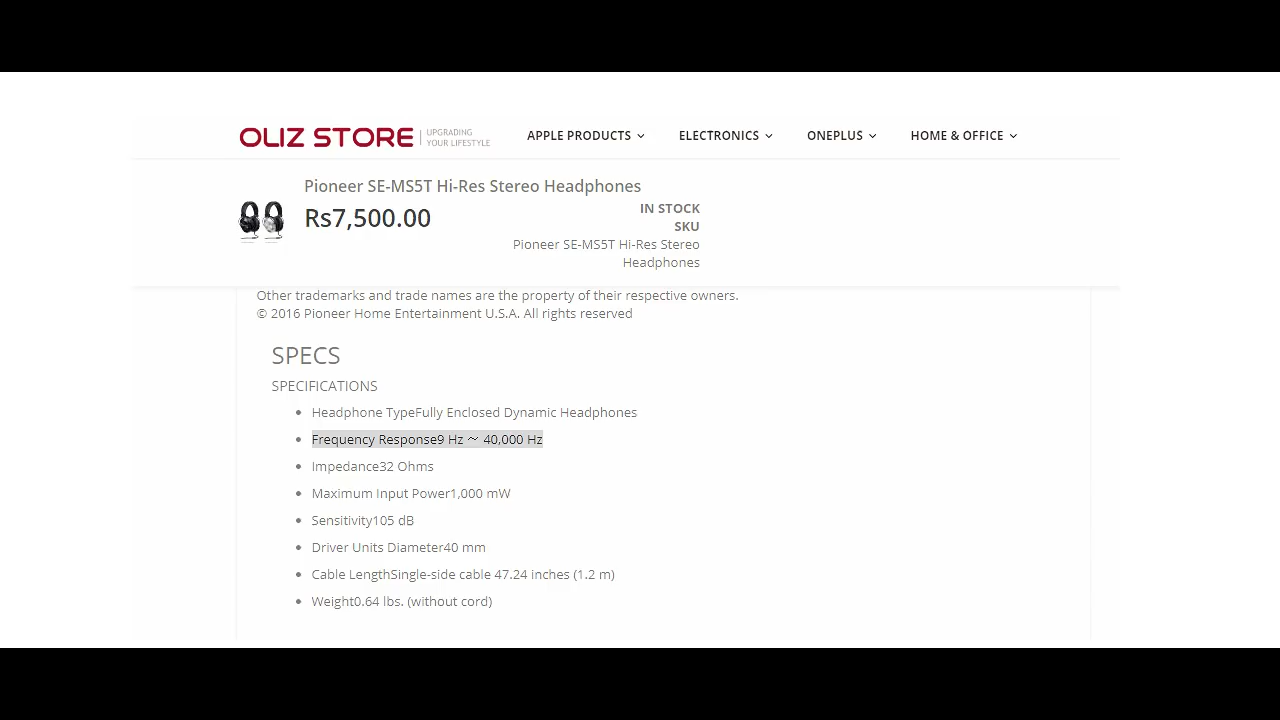 OLIZ STORE
UPGRADING
YOUR LIFESTYLE
APPLE PRODUCTS
ELECTRONICS
ONEPLUS
HOME & OFFICE
Pioneer SE-MS5T Hi-Res Stereo Headphones
Rs7,500.00
IN STOCK
SKU
Pioneer SE-MS5T Hi-Res Stereo
Headphones
Other trademarks and trade names are the property of their respective owners.
© 2016 Pioneer Home Entertainment U.S.A. All rights reserved
SPECS
SPECIFICATIONS
• Headphone TypeFully Enclosed Dynamic Headphones
• Frequency Response9 Hz ~ 40,000 Hz
• Impedance32 Ohms
• Maximum Input Power1,000 mW
• Sensitivity105 dB
• Driver Units Diameter40 mm
• Cable LengthSingle-side cable 47.24 inches (1.2 m)
• Weight0.64 lbs. (without cord)